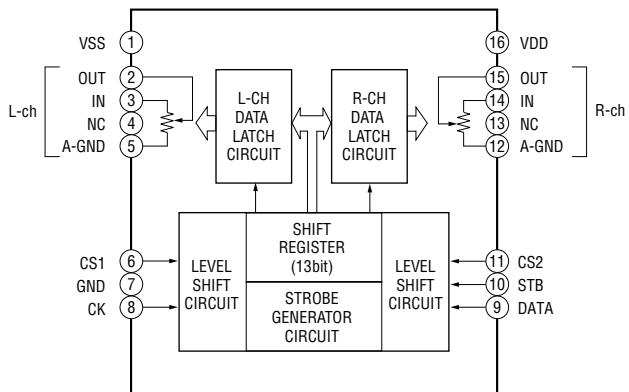 VSS 1
16 VDD
OUT 2
15 OUT
L-ch
IN 3
14 IN
R-ch
NC 4
13 NC
A-GND 5
12 A-GND
L-CH
DATA
LATCH
CIRCUIT
R-CH
DATA
LATCH
CIRCUIT
CS1 6
GND 7
CK 8
LEVEL
SHIFT
CIRCUIT
SHIFT
REGISTER
(13bit)
STROBE
GENERATOR
CIRCUIT
LEVEL
SHIFT
CIRCUIT
11 CS2
10 STB
9 DATA